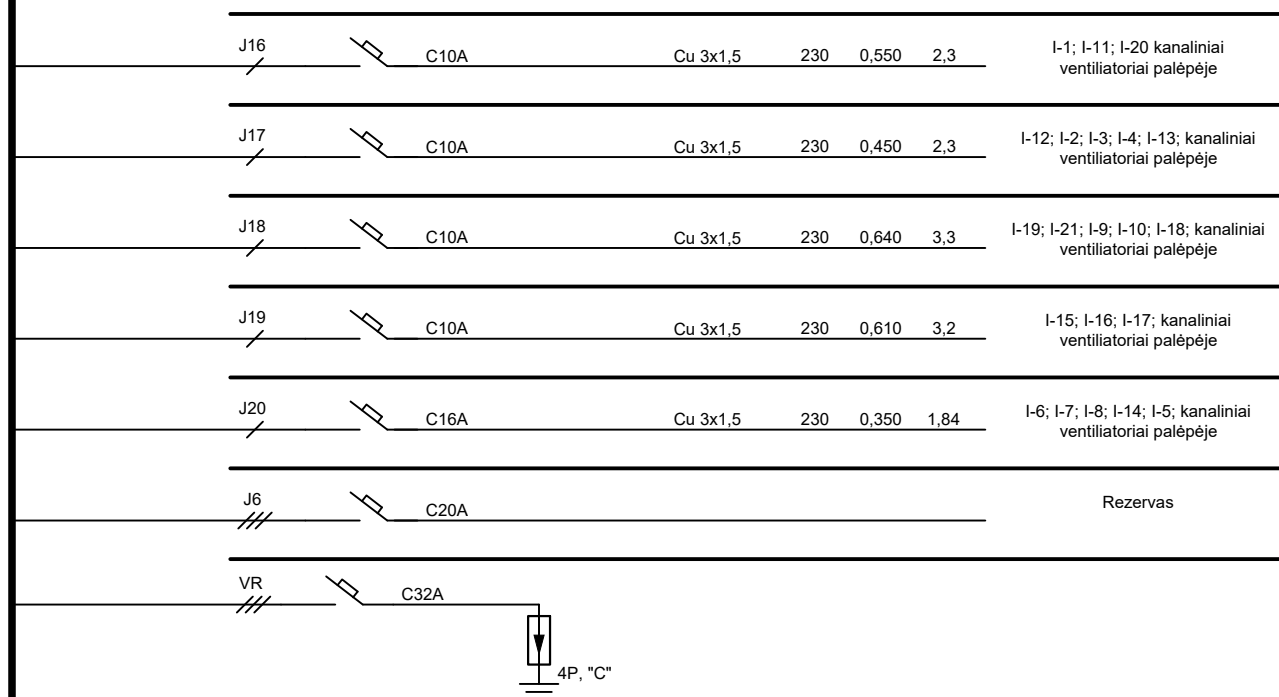 J16 C10A Cu 3x1,5 230 0,550 2,3 I-1; I-11; I-20 kanaliniai
ventiliatoriai palėpėje
J17 C10A Cu 3x1,5 230 0,450 2,3 I-12; I-2; I-3; I-4; I-13; kanaliniai
ventiliatoriai palėpėje
J18 C10A Cu 3x1,5 230 0,640 3,3 I-19; I-21; I-9; I-10; I-18; kanaliniai
ventiliatoriai palėpėje
J19 C10A Cu 3x1,5 230 0,610 3,2 I-15; I-16; I-17; kanaliniai
ventiliatoriai palėpėje
J20 C16A Cu 3x1,5 230 0,350 1,84 I-6; I-7; I-8; I-14; I-5; kanaliniai
ventiliatoriai palėpėje
J6 C20A Rezervas
VR C32A
4P, "C"